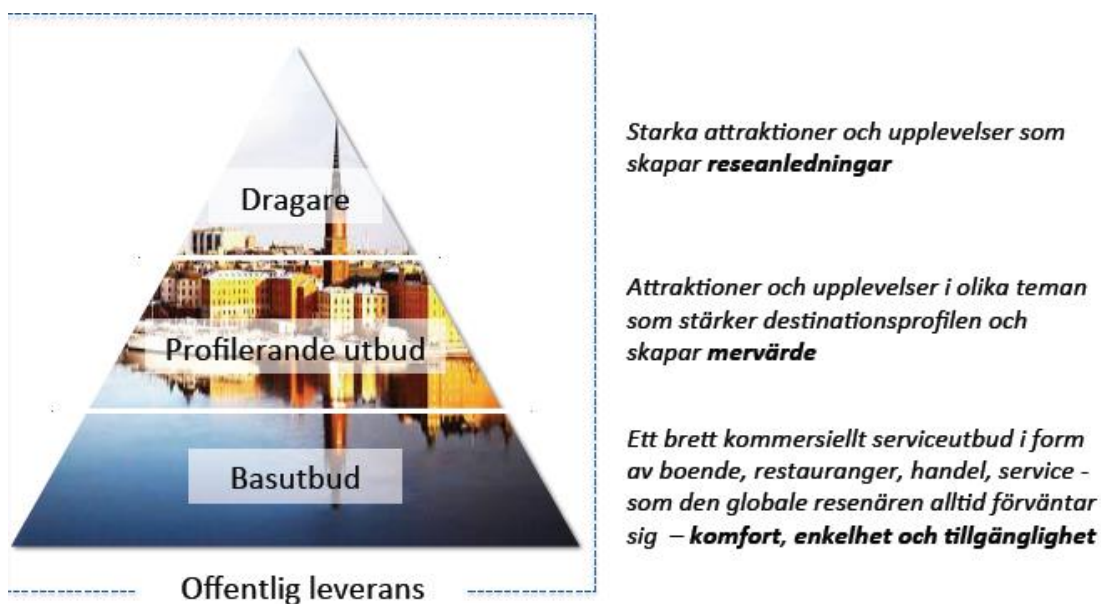 Starka attraktioner och upplevelser som
skapar reseanledningar
Dragare
Attraktioner och upplevelser i olika teman
som stärker destinationsprofilen och
skapar mervärde
Profilerande utbud
Ett brett kommersiellt serviceutbud i form
av boende, restauranger, handel, service -
som den globale resenären alltid förväntar
sig – komfort, enkelhet och tillgänglighet
Basutbud
Offentlig leverans